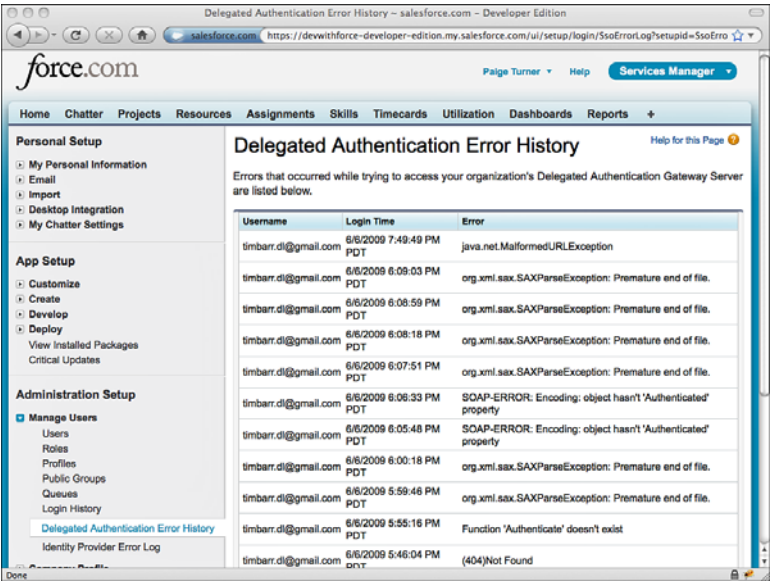 Delegated Authentication Error History ~ salesforce.com - Developer Edition
salesforce.com https://devwithforce-developer-edition.my.salesforce.com/ui/setup/login/SsoErrorLog?setupid=SsoErro
force.com
Paige Turner Help Services Manager
Home Chatter Projects Resources Assignments Skills Timecards Utilization Dashboards Reports +
Personal Setup
My Personal Information
Email
Import
Desktop Integration
My Chatter Settings
App Setup
Customize
Create
Develop
Deploy
View Installed Packages
Critical Updates
Administration Setup
Manage Users
Users
Roles
Profiles
Public Groups
Queues
Login History
Delegated Authentication Error History
Identity Provider Error Log
Company Profile
Delegated Authentication Error History
Help for this Page ?
Errors that occurred while trying to access your organization's Delegated Authentication Gateway Server
are listed below.
Username Login Time Error
timbarr.dl@gmail.com 6/6/2009 7:49:49 PM PDT java.net.MalformedURLException
timbarr.dl@gmail.com 6/6/2009 6:09:03 PM PDT org.xml.sax.SAXParseException: Premature end of file.
timbarr.dl@gmail.com 6/6/2009 6:08:59 PM PDT org.xml.sax.SAXParseException: Premature end of file.
timbarr.dl@gmail.com 6/6/2009 6:08:18 PM PDT org.xml.sax.SAXParseException: Premature end of file.
timbarr.dl@gmail.com 6/6/2009 6:07:51 PM PDT org.xml.sax.SAXParseException: Premature end of file.
timbarr.dl@gmail.com 6/6/2009 6:06:33 PM PDT SOAP-ERROR: Encoding: object hasn't 'Authenticated' property
timbarr.dl@gmail.com 6/6/2009 6:05:48 PM PDT SOAP-ERROR: Encoding: object hasn't 'Authenticated' property
timbarr.dl@gmail.com 6/6/2009 6:00:18 PM PDT org.xml.sax.SAXParseException: Premature end of file.
timbarr.dl@gmail.com 6/6/2009 5:59:46 PM PDT org.xml.sax.SAXParseException: Premature end of file.
timbarr.dl@gmail.com 6/6/2009 5:55:16 PM PDT Function 'Authenticate' doesn't exist
timbarr.dl@gmail.com 6/6/2009 5:46:04 PM PDT (404)Not Found
Done